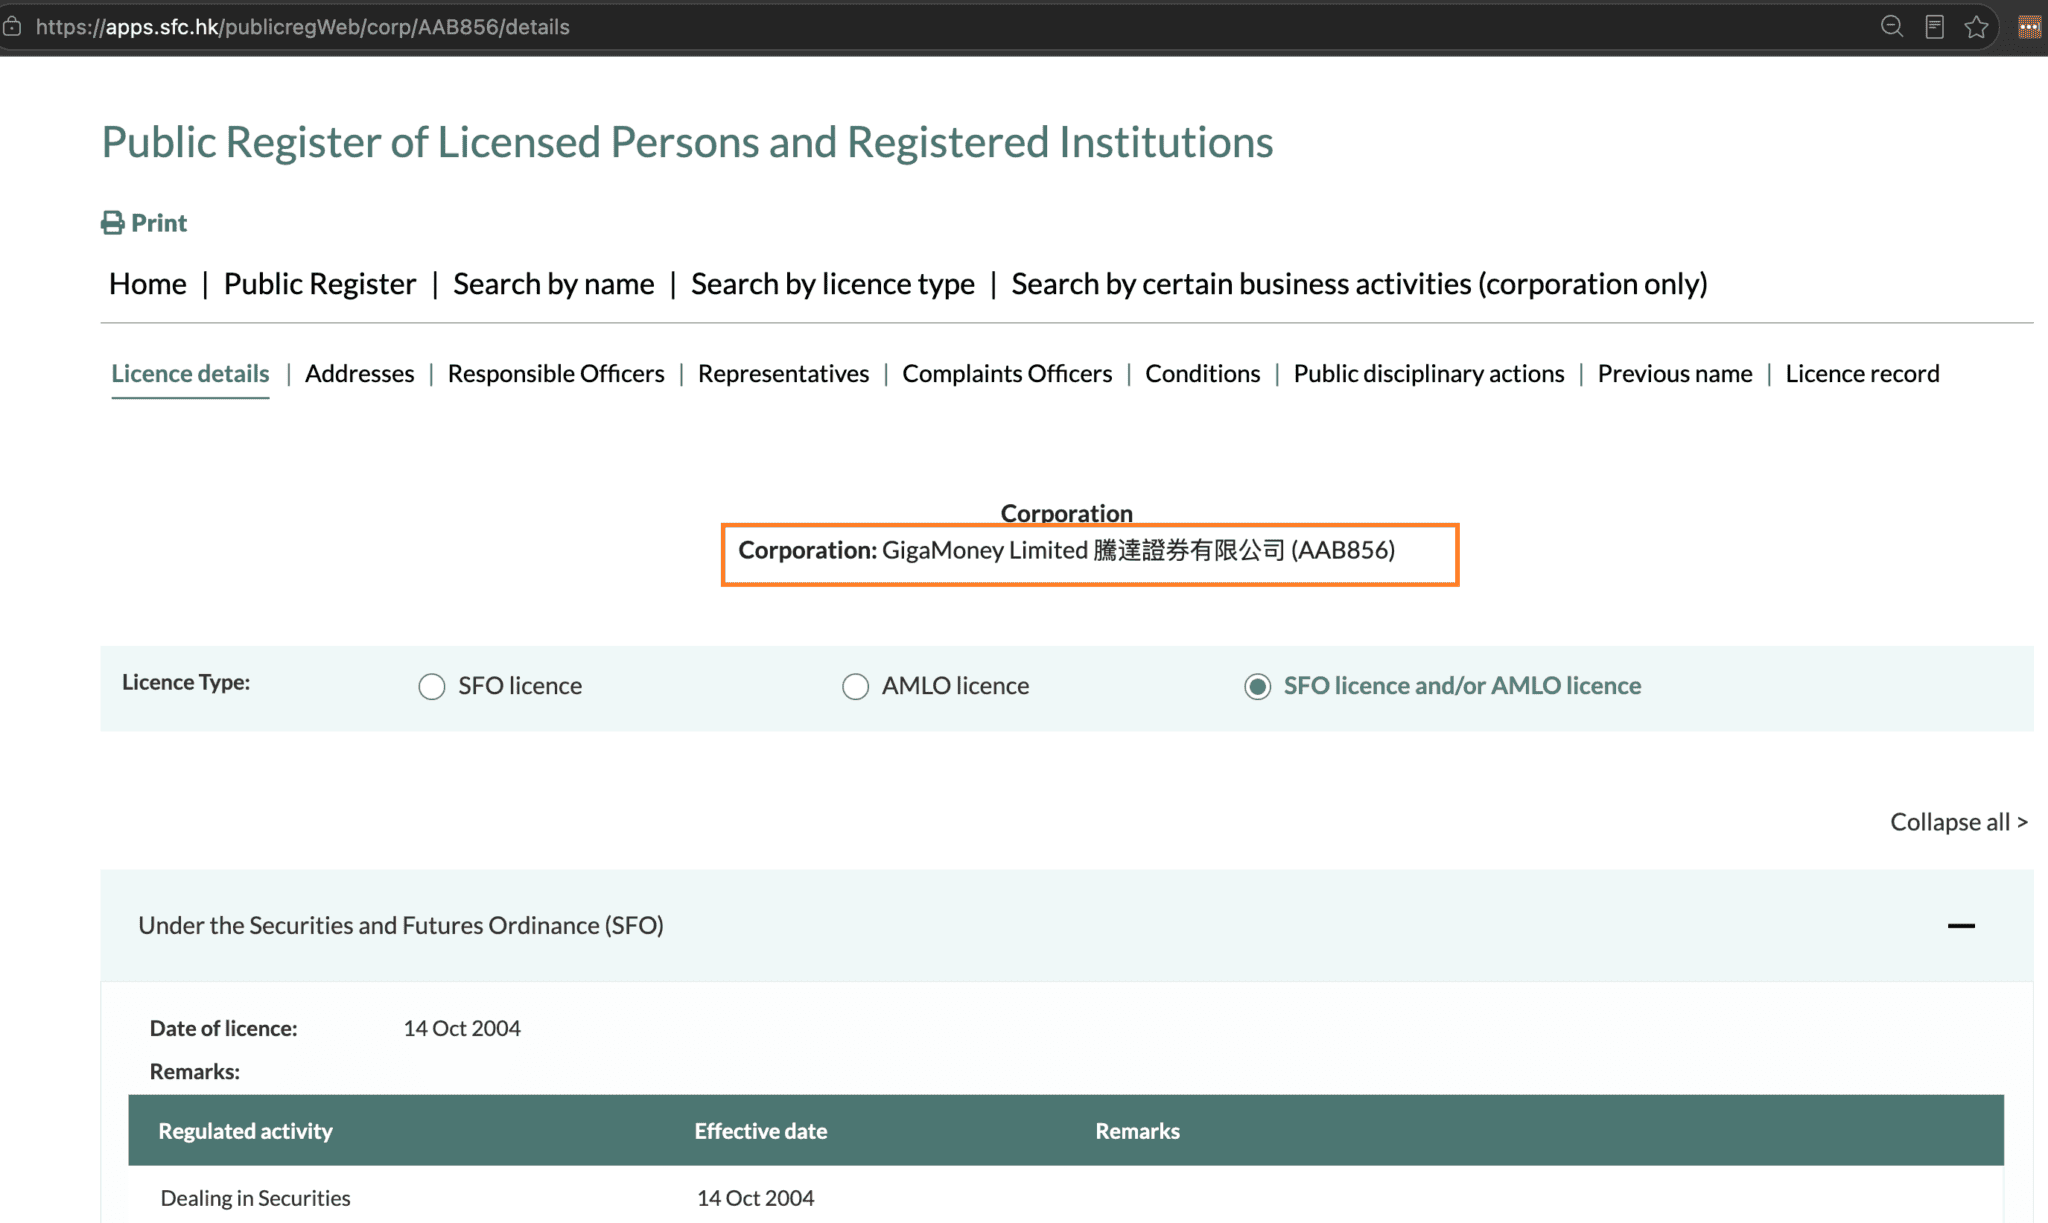 https://apps.sfc.hk/publicregWeb/corp/AAB856/details
Public Register of Licensed Persons and Registered Institutions
Print
Home | Public Register | Search by name | Search by licence type | Search by certain business activities (corporation only)
Licence details | Addresses | Responsible Officers | Representatives | Complaints Officers | Conditions | Public disciplinary actions | Previous name | Licence record
Corporation
Corporation: GigaMoney Limited 騰達證券有限公司 (AAB856)
Licence Type: SFO licence AMLO licence SFO licence and/or AMLO licence
Collapse all >
Under the Securities and Futures Ordinance (SFO)
Date of licence: 14 Oct 2004
Remarks:
Regulated activity Effective date Remarks
Dealing in Securities 14 Oct 2004